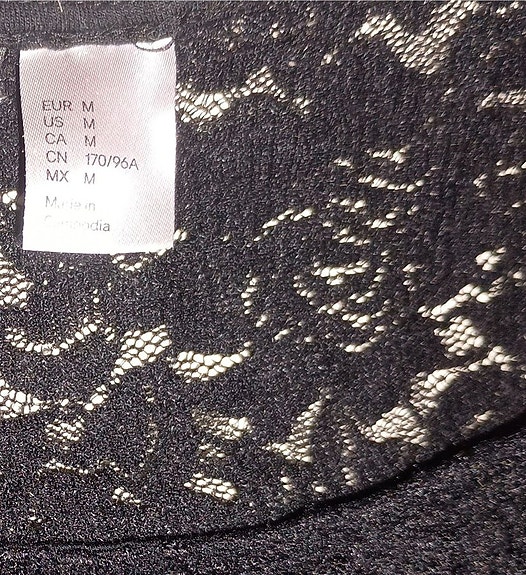 EUR M
US M
CA M
CN 170/96A
MX M
Made in
Cambodia